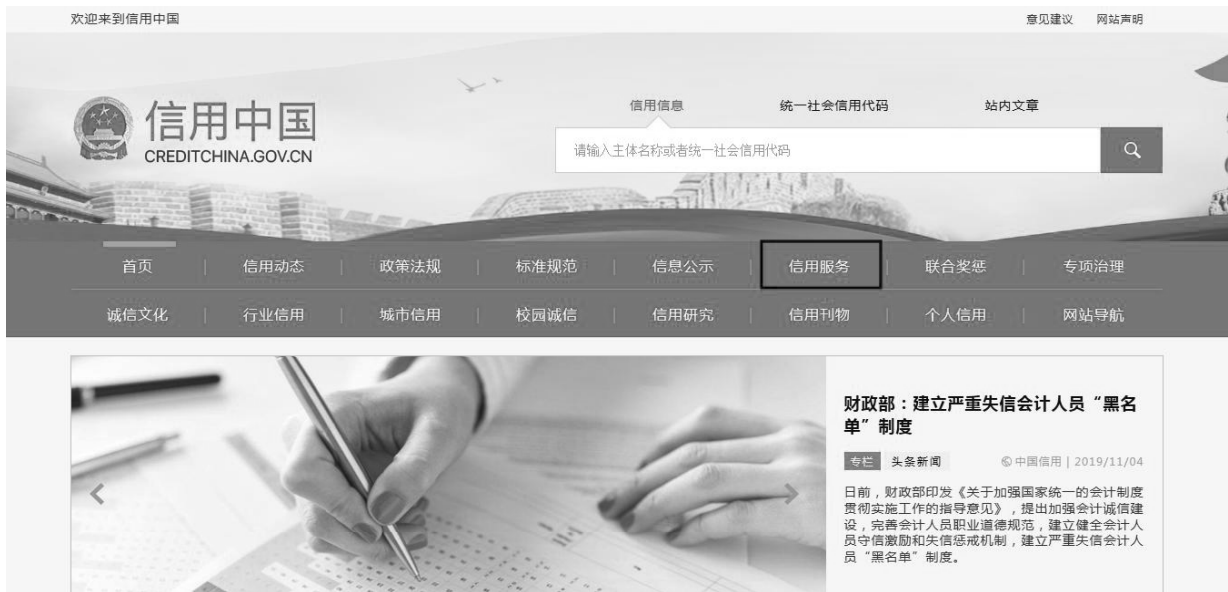 欢迎来到信用中国
意见建议 网站声明
信用信息 统一社会信用代码 站内文章
信用中国
CREDITCHINA.GOV.CN
请输入主体名称或者统一社会信用代码
首页 | 信用动态 | 政策法规 | 标准规范 | 信息公示 | 信用服务 | 联合奖惩 | 专项治理
诚信文化 | 行业信用 | 城市信用 | 校园诚信 | 信用研究 | 信用刊物 | 个人信用 | 网站导航
财政部：建立严重失信会计人员“黑名
单”制度
专栏 头条新闻 中国信用 | 2019/11/04
日前，财政部印发《关于加强国家统一的会计制度
贯彻实施工作的指导意见》，提出加强会计诚信建
设，完善会计人员职业道德规范，建立健全会计人
员守信激励和失信惩戒机制，建立严重失信会计人
员“黑名单”制度。